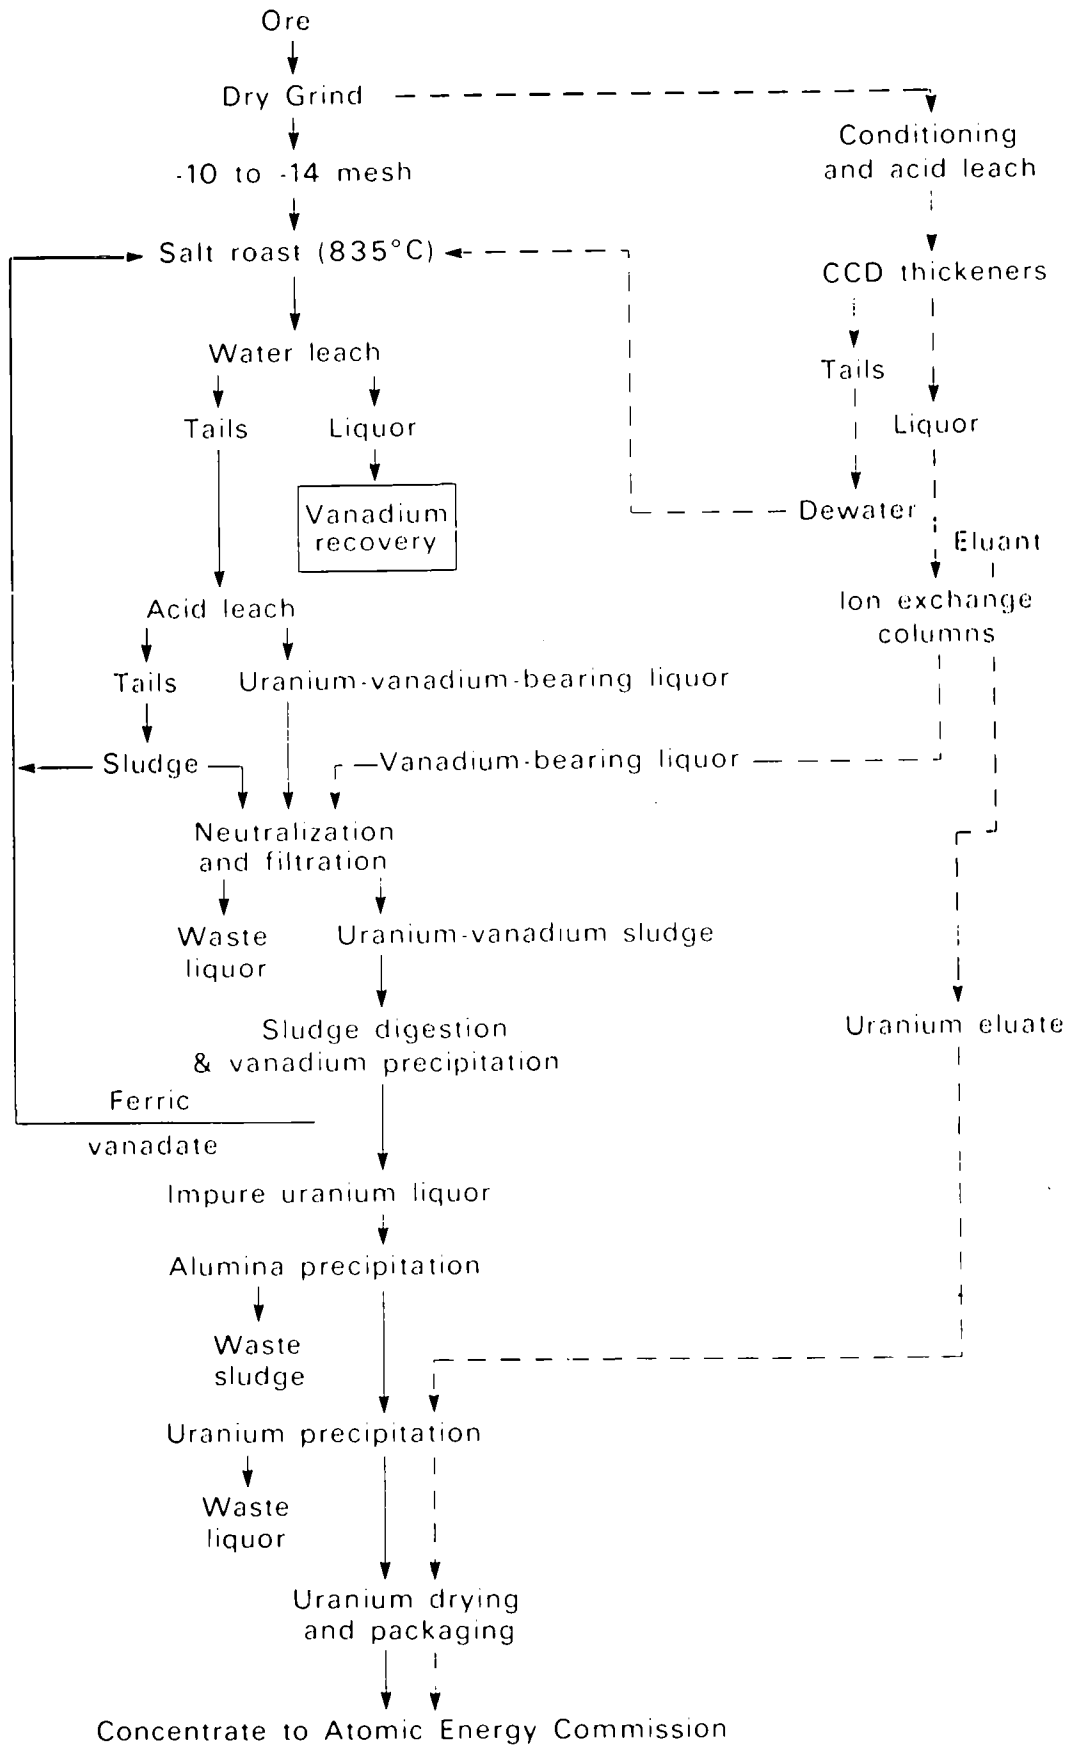 Ore
Dry Grind
Conditioning
and acid leach
-10 to -14 mesh
Salt roast (835°C)
CCD thickeners
Water leach
Tails
Tails
Liquor
Liquor
Vanadium
recovery
Dewater
Eluant
Ion exchange
columns
Acid leach
Tails
Uranium-vanadium-bearing liquor
Sludge
Vanadium-bearing liquor
Neutralization
and filtration
Waste
liquor
Uranium-vanadium sludge
Sludge digestion
& vanadium precipitation
Uranium eluate
Ferric
vanadate
Impure uranium liquor
Alumina precipitation
Waste
sludge
Uranium precipitation
Waste
liquor
Uranium drying
and packaging
Concentrate to Atomic Energy Commission